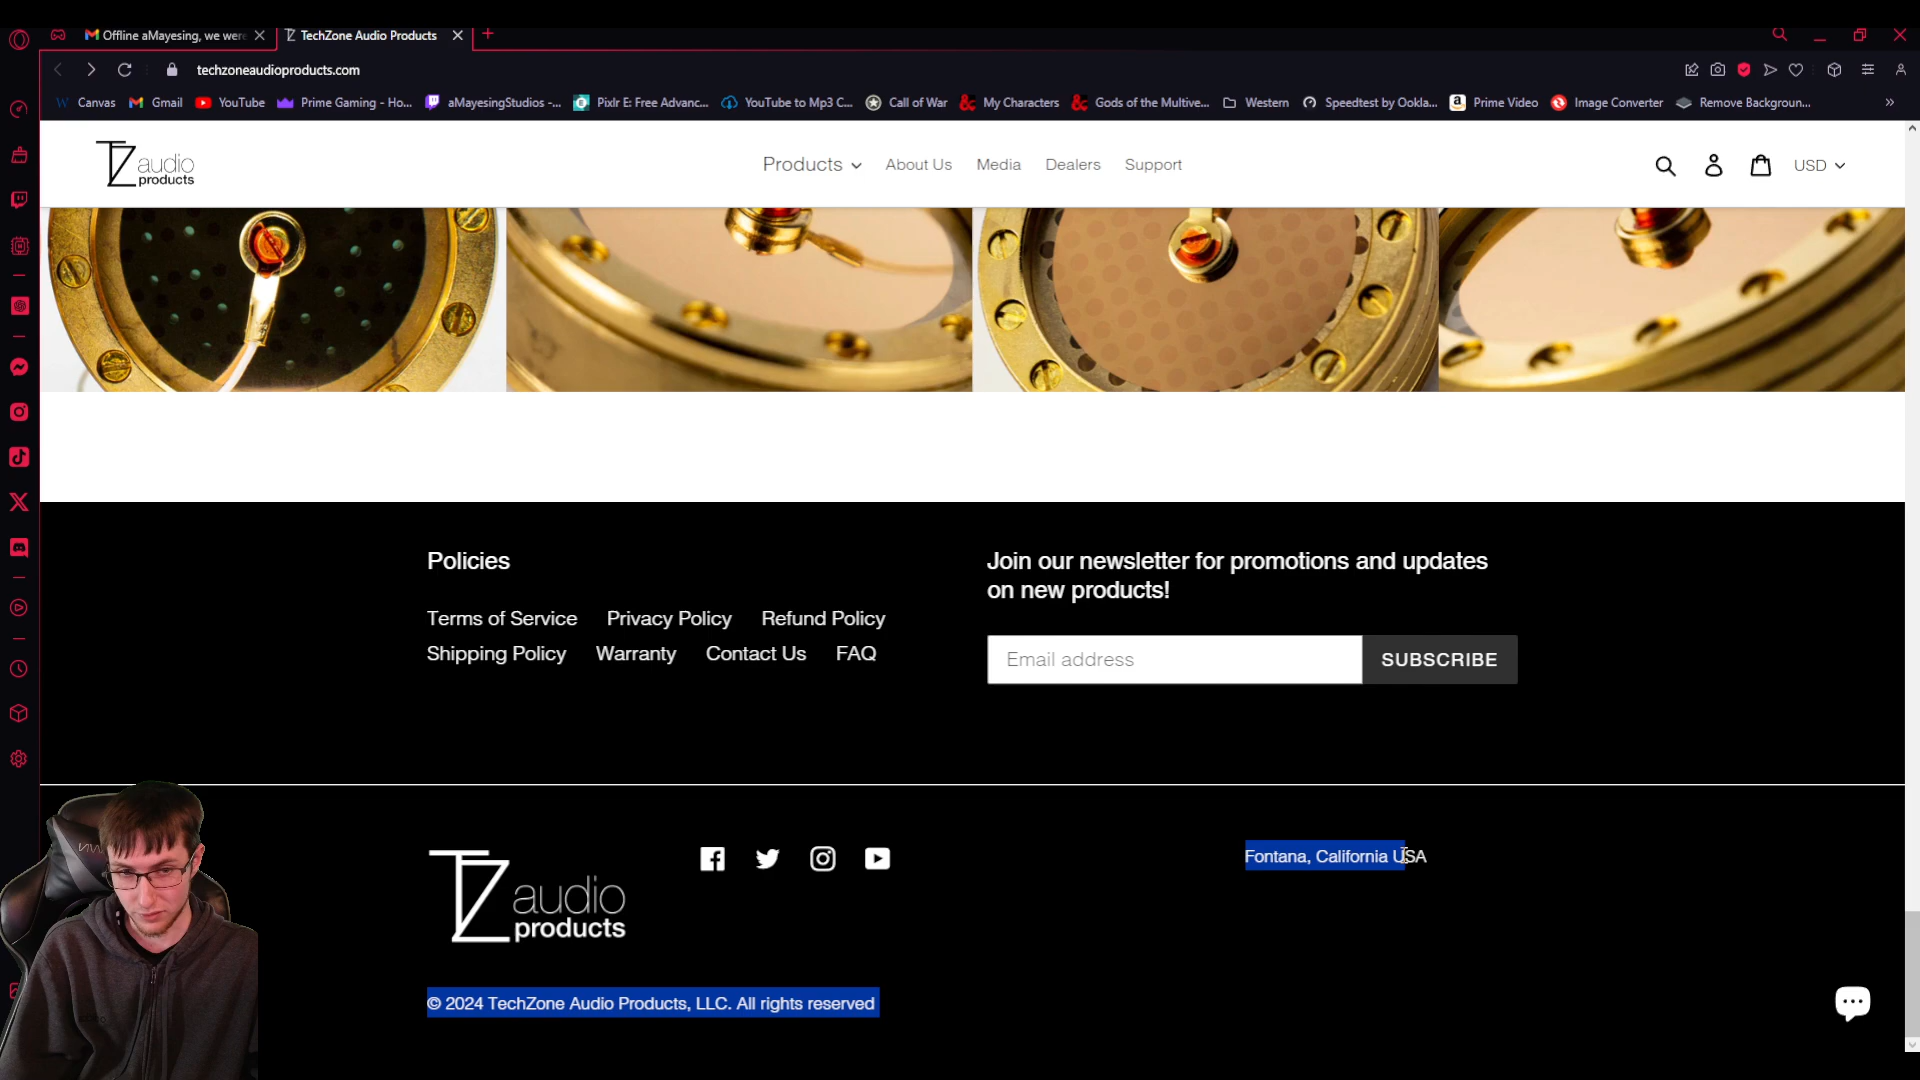 Offline aMayesing, we were
TechZone Audio Products
techzoneaudioproducts.com
Canvas
Gmail
YouTube
Prime Gaming - Ho...
aMayesingStudios -...
Pixlr E: Free Advanc...
YouTube to Mp3 C...
Call of War
My Characters
Gods of the Multive...
Western
Speedtest by Ookla...
Prime Video
Image Converter
Remove Backgroun...
TZ audio
products
Products
About Us
Media
Dealers
Support
USD
Policies
Terms of Service
Privacy Policy
Refund Policy
Shipping Policy
Warranty
Contact Us
FAQ
Join our newsletter for promotions and updates
on new products!
Email address
SUBSCRIBE
TZ audio
products
Fontana, California USA
© 2024 TechZone Audio Products, LLC. All rights reserved